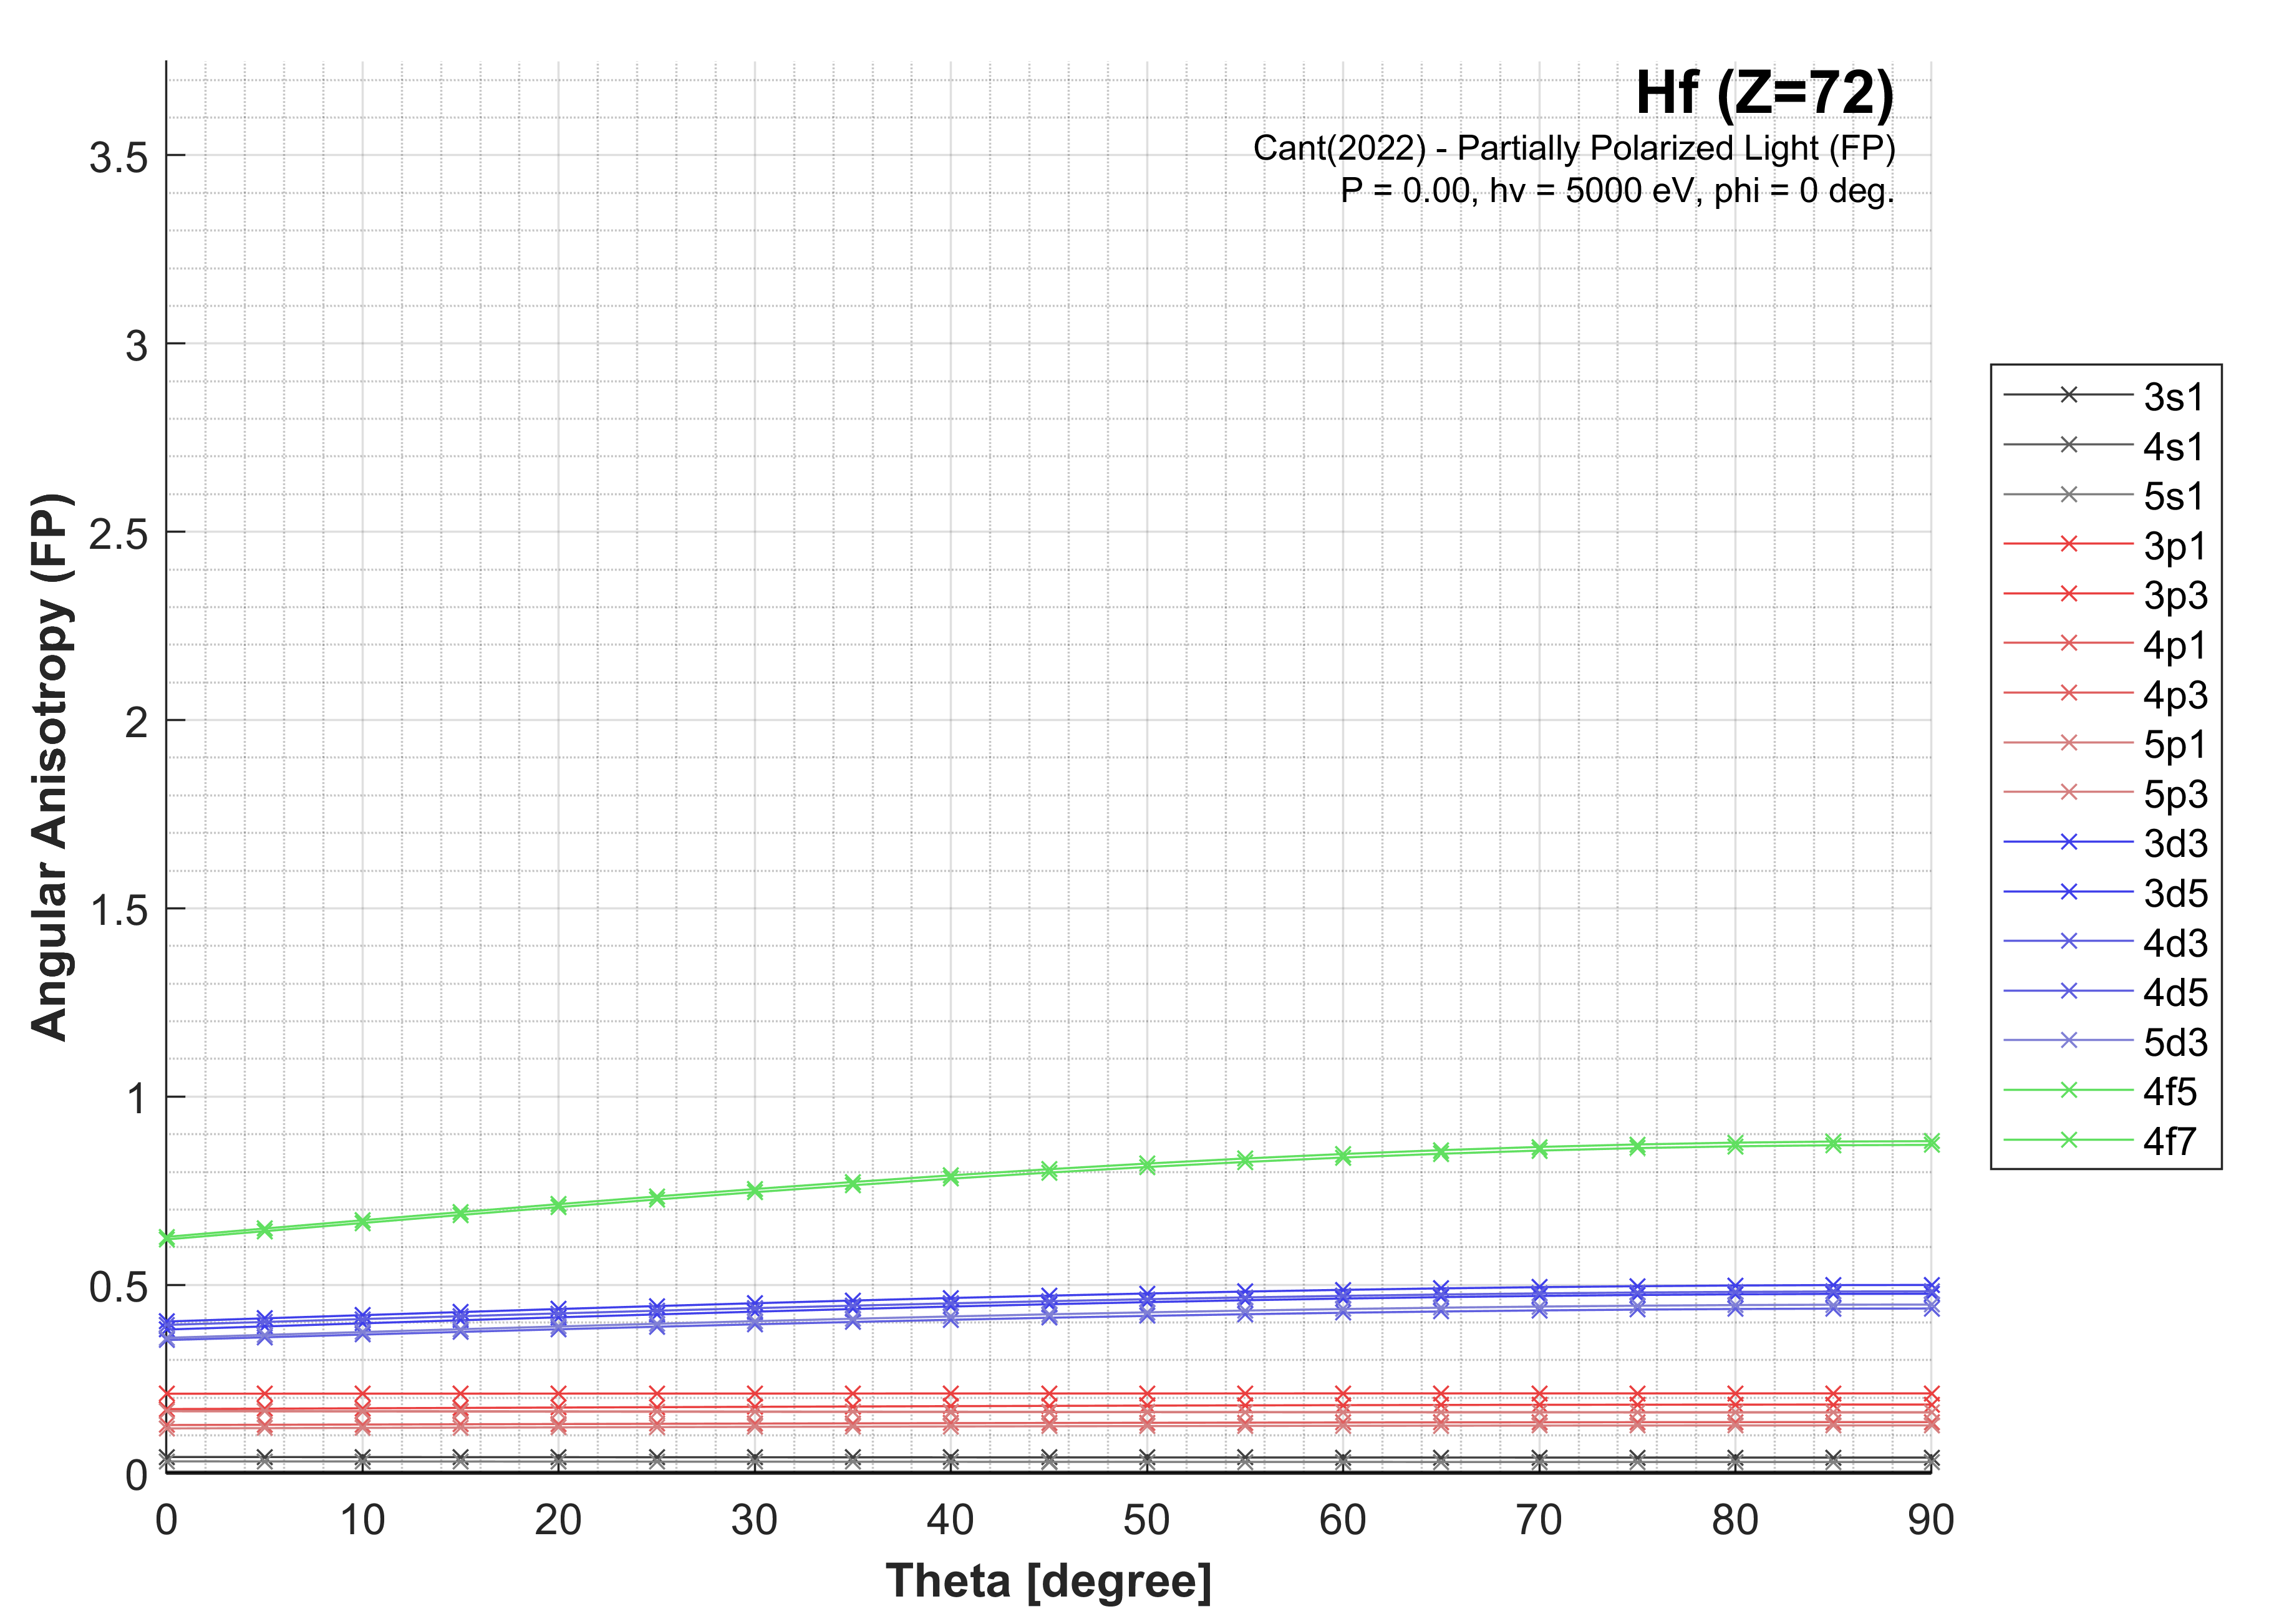 Hf (Z=72)
Cant(2022) - Partially Polarized Light (FP)
P = 0.00, hv = 5000 eV, phi = 0 deg.
Angular Anisotropy (FP)
3.5
3
2.5
2
1.5
1
0.5
0
0 10 20 30 40 50 60 70 80 90
Theta [degree]
3s1
4s1
5s1
3p1
3p3
4p1
4p3
5p1
5p3
3d3
3d5
4d3
4d5
5d3
4f5
4f7